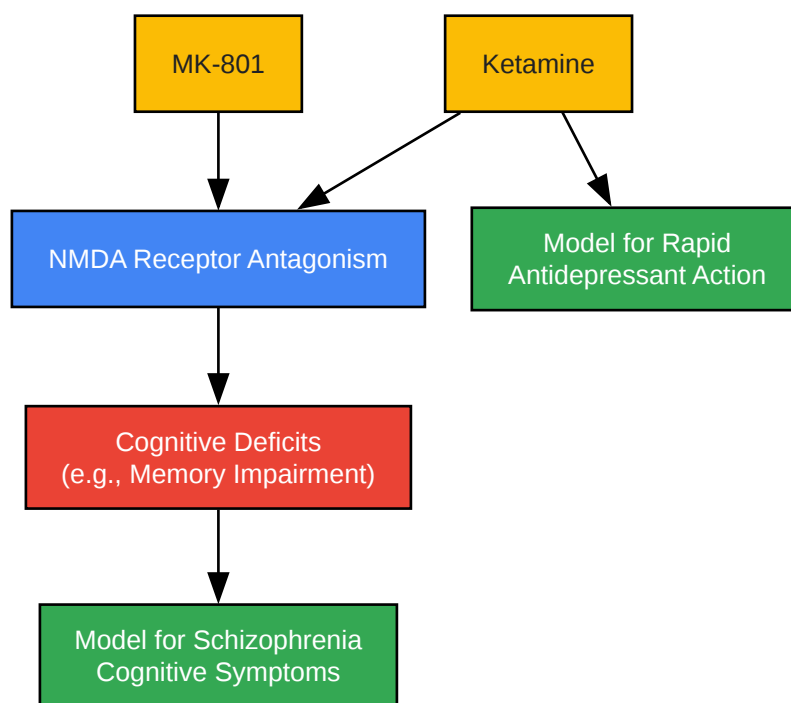 MK-801
Ketamine
NMDA Receptor Antagonism
Model for Rapid
Antidepressant Action
Cognitive Deficits
(e.g., Memory Impairment)
Model for Schizophrenia
Cognitive Symptoms